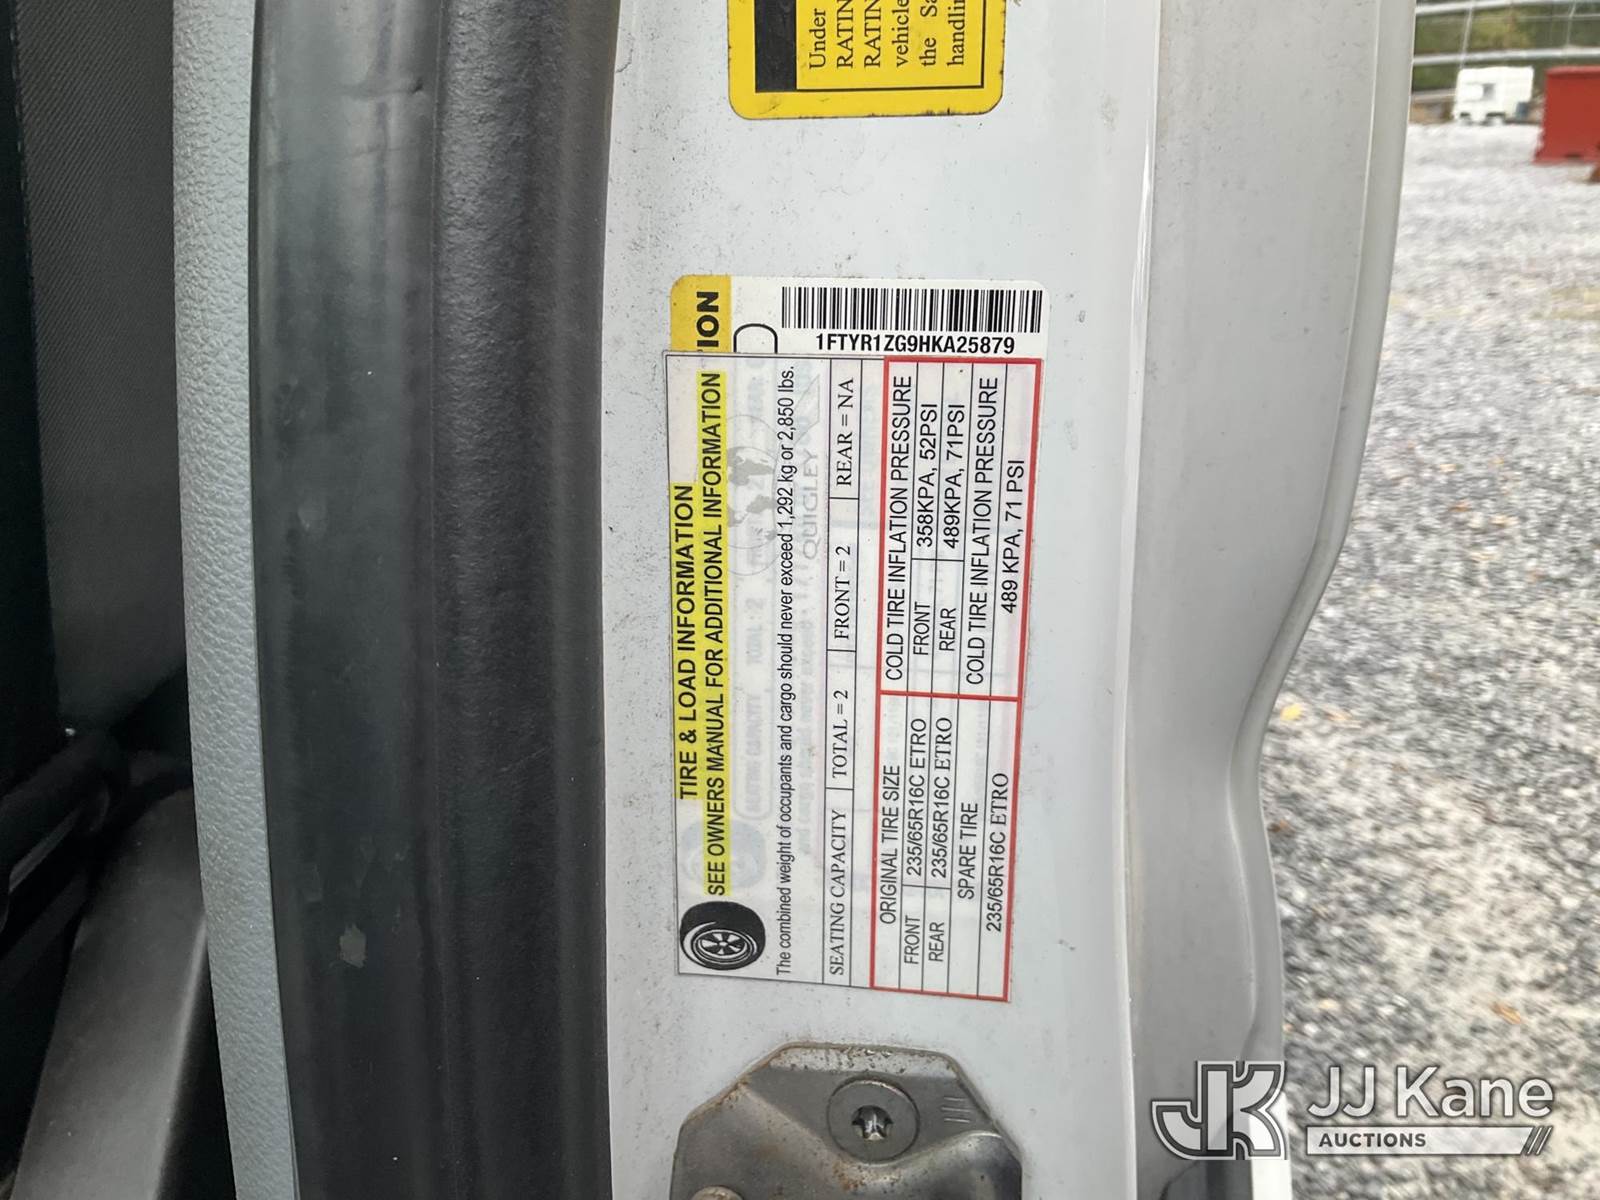 Under
RATIN
RATIN
vehicle
the Sa
handlin
ION
1FTYR1ZG9HKA25879
TIRE & LOAD INFORMATION
SEE OWNERS MANUAL FOR ADDITIONAL INFORMATION
The combined weight of occupants and cargo should never exceed 1,292 kg or 2,850 lbs.
QUIGLEY
SEATING CAPACITY TOTAL = 2 FRONT = 2 REAR = NA
ORIGINAL TIRE SIZE COLD TIRE INFLATION PRESSURE
FRONT 235/65R16C ETRO FRONT 358KPA, 52PSI
REAR 235/65R16C ETRO REAR 489KPA, 71PSI
SPARE TIRE COLD TIRE INFLATION PRESSURE
235/65R16C ETRO 489 KPA, 71 PSI
JK JJ Kane
AUCTIONS